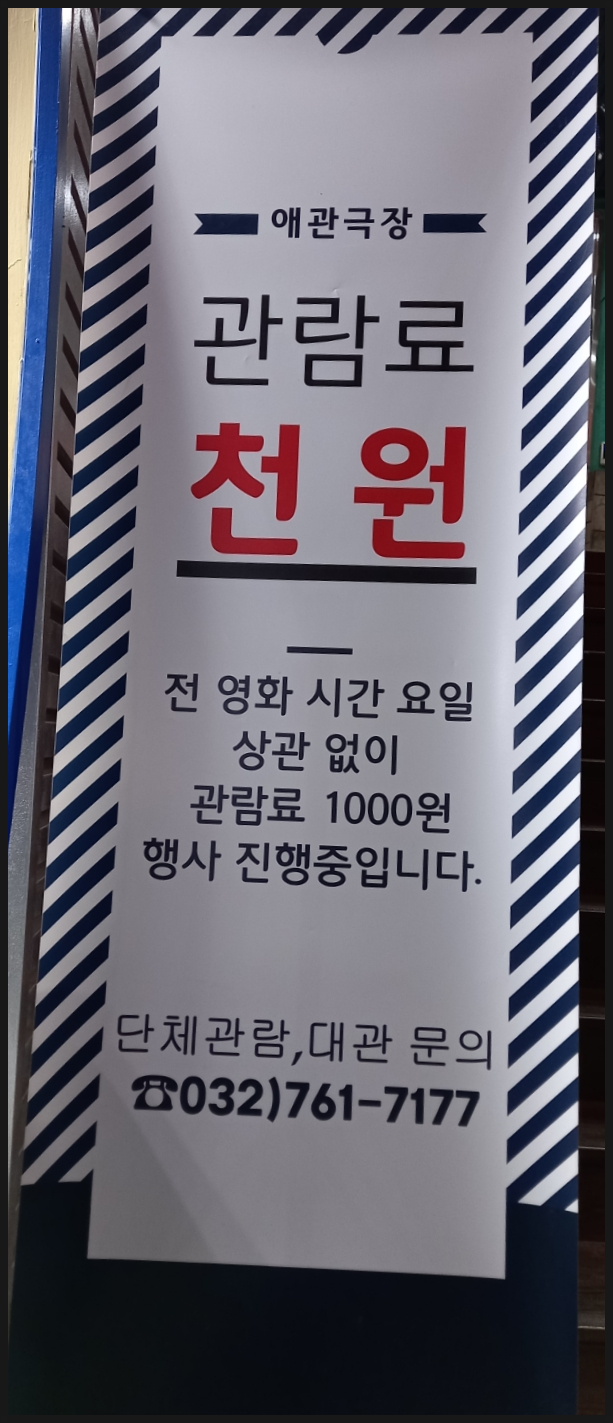 애관극장
관람료
천 원
전 영화 시간 요일
상관 없이
관람료 1000원
행사 진행중입니다.
단체관람,대관 문의
☎032)761-7177